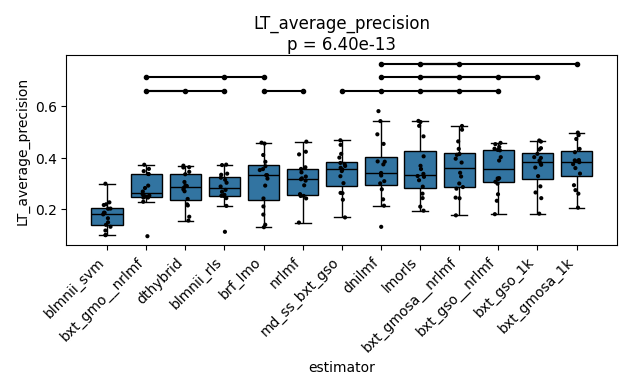 LT_average_precision
p = 6.40e-13
LT_average_precision
0.6
0.4
0.2
blmnii_svm
bxt_gmo__nrlmf
dthybrid
blmnii_rls
brf_lmo
nrlmf
md_ss_bxt_gso
dnilmf
lmorls
bxt_gmosa__nrlmf
bxt_gso__nrlmf
bxt_gso_1k
bxt_gmosa_1k
estimator